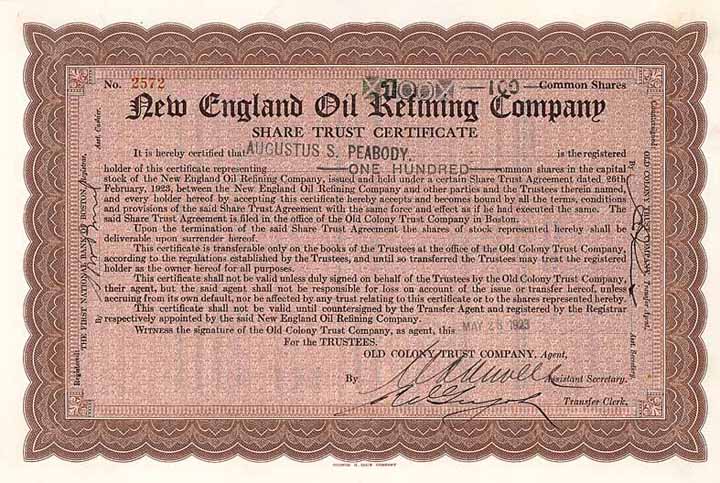 No. 2572 100 —100— Common Shares
New England Oil Refining Company
SHARE TRUST CERTIFICATE
It is hereby certified that AUGUSTUS S. PEABODY, is the registered
holder of this certificate representing —ONE HUNDRED— common shares in the capital
stock of the New England Oil Refining Company, issued and held under a certain Share Trust Agreement dated 26th
February, 1923, between the New England Oil Refining Company and other parties and the Trustees therein named,
and every holder hereof by accepting this certificate hereby accepts and becomes bound by all the terms, conditions
and provisions of the said Share Trust Agreement with the same force and effect as if he had executed the same. The
said Share Trust Agreement is filed in the office of the Old Colony Trust Company in Boston.
Upon the termination of the said Share Trust Agreement the shares of stock represented hereby shall be
deliverable upon surrender hereof.
This certificate is transferable only on the books of the Trustees at the office of the Old Colony Trust Company,
according to the regulations established by the Trustees, and until so transferred the Trustees may treat the registered
holder as the owner hereof for all purposes.
This certificate shall not be valid unless duly signed on behalf of the Trustees by the Old Colony Trust Company,
their agent, but the said agent shall not be responsible for loss on account of the issue or transfer hereof, unless
accruing from its own default, nor be affected by any trust relating to this certificate or to the shares represented hereby.
This certificate shall not be valid until countersigned by the Transfer Agent and registered by the Registrar
respectively appointed by the said New England Oil Refining Company.
WITNESS the signature of the Old Colony Trust Company, as agent, this MAY 28 1923
For the TRUSTEES.
OLD COLONY TRUST COMPANY, Agent,
By
Assistant Secretary.
Transfer Clerk.
Registered:
THE FIRST NATIONAL BANK OF BOSTON, Registrar,
By
Asst. Cashier.
Countersigned
OLD COLONY TRUST COMPANY, Transfer Agent,
By
Asst. Secretary.